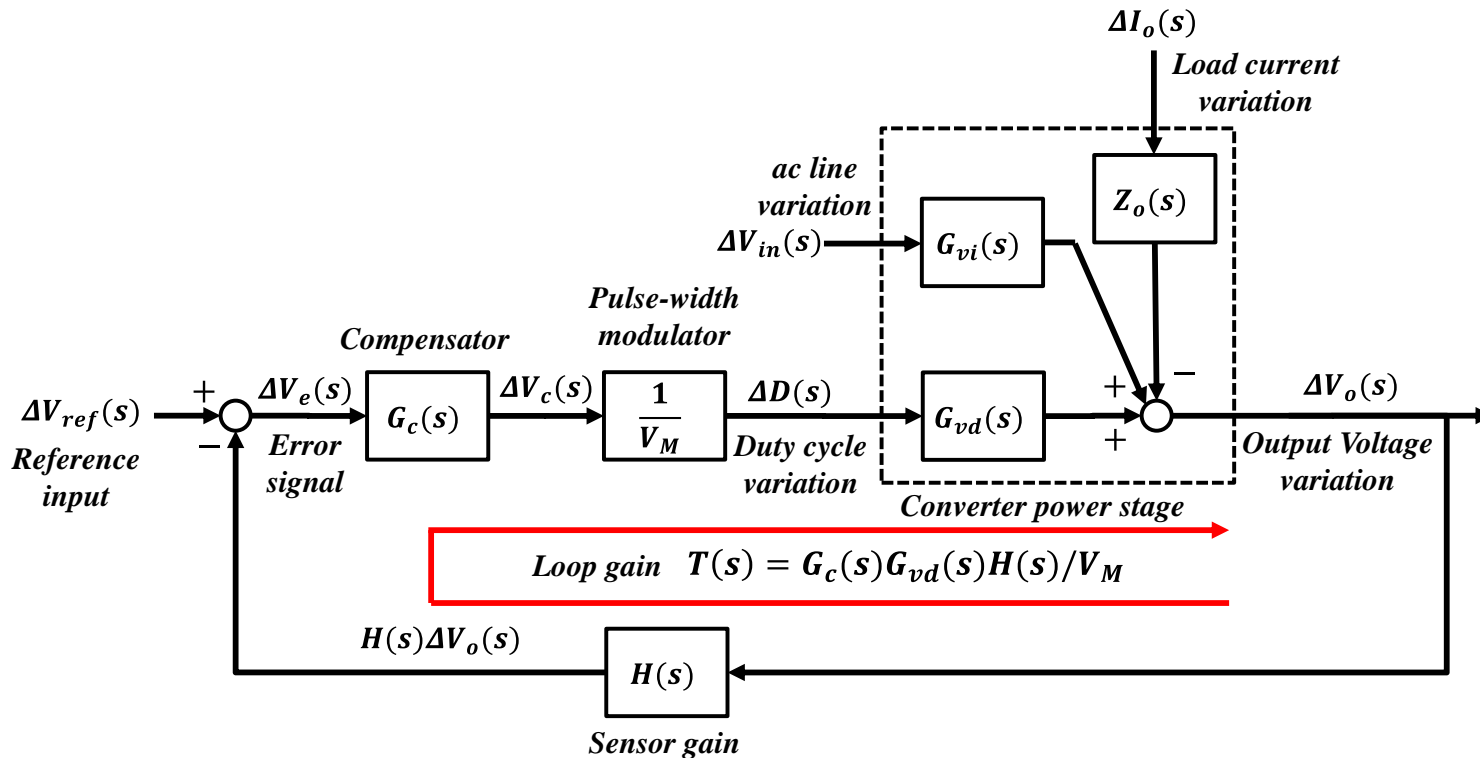 ΔI_o(s)
Load current
variation
ac line
variation
ΔV_in(s)
G_vi(s)
Z_o(s)
Pulse-width
modulator
Compensator
ΔV_ref(s)
Reference
input
+
−
ΔV_e(s)
Error
signal
G_c(s)
ΔV_c(s)
1
V_M
ΔD(s)
Duty cycle
variation
G_vd(s)
+
+
−
ΔV_o(s)
Output Voltage
variation
Converter power stage
Loop gain T(s) = G_c(s)G_vd(s)H(s)/V_M
H(s)ΔV_o(s)
H(s)
Sensor gain